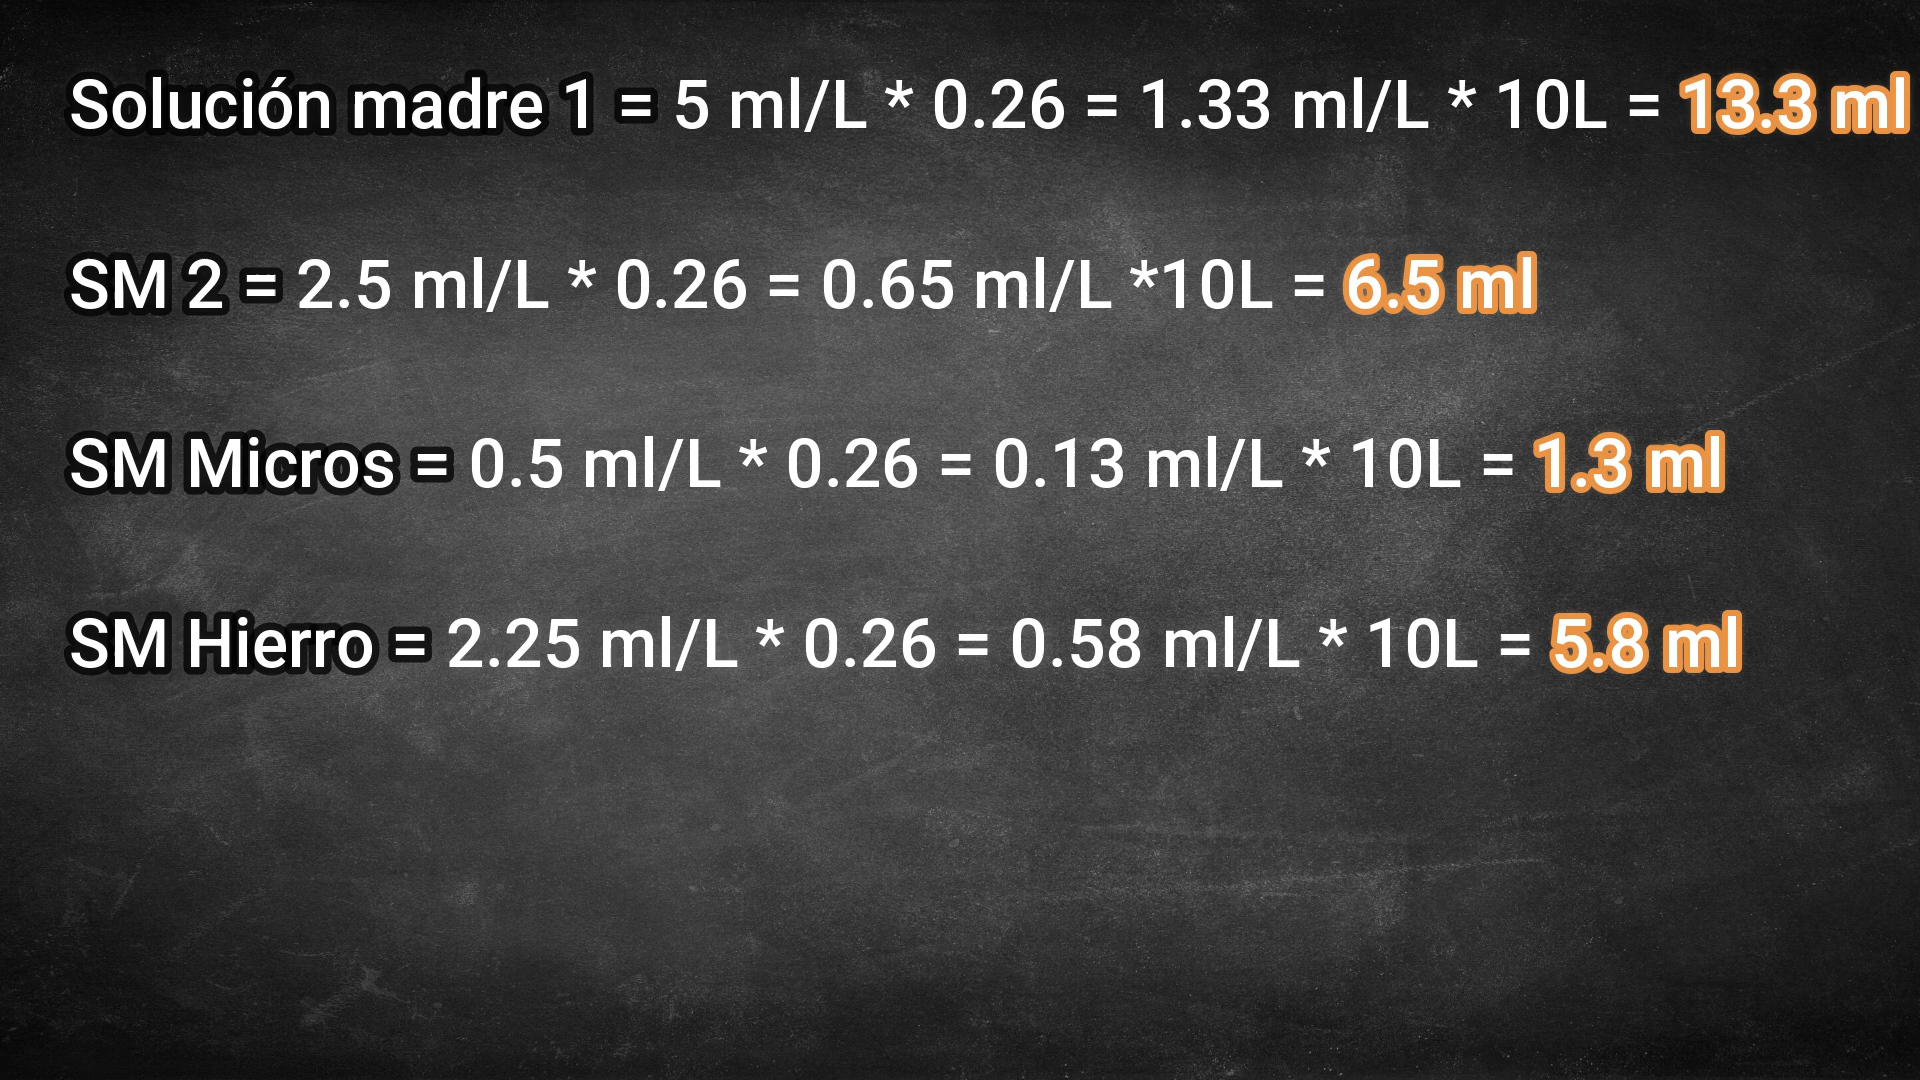 Solución madre 1 = 5 ml/L * 0.26 = 1.33 ml/L * 10L = 13.3 ml
SM 2 = 2.5 ml/L * 0.26 = 0.65 ml/L *10L = 6.5 ml
SM Micros = 0.5 ml/L * 0.26 = 0.13 ml/L * 10L = 1.3 ml
SM Hierro = 2.25 ml/L * 0.26 = 0.58 ml/L * 10L = 5.8 ml